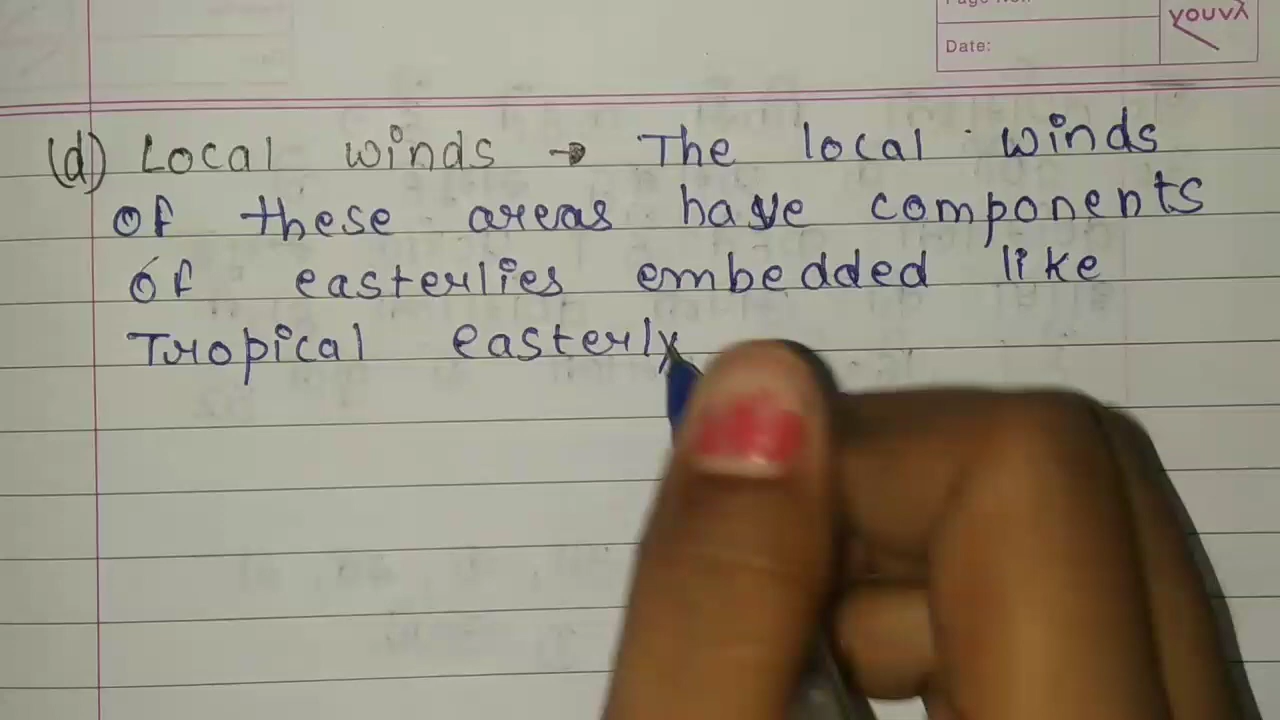 Date:
youva
(d) Local winds → The local winds
of these areas have components
of easterlies embedded like
Tropical easterly